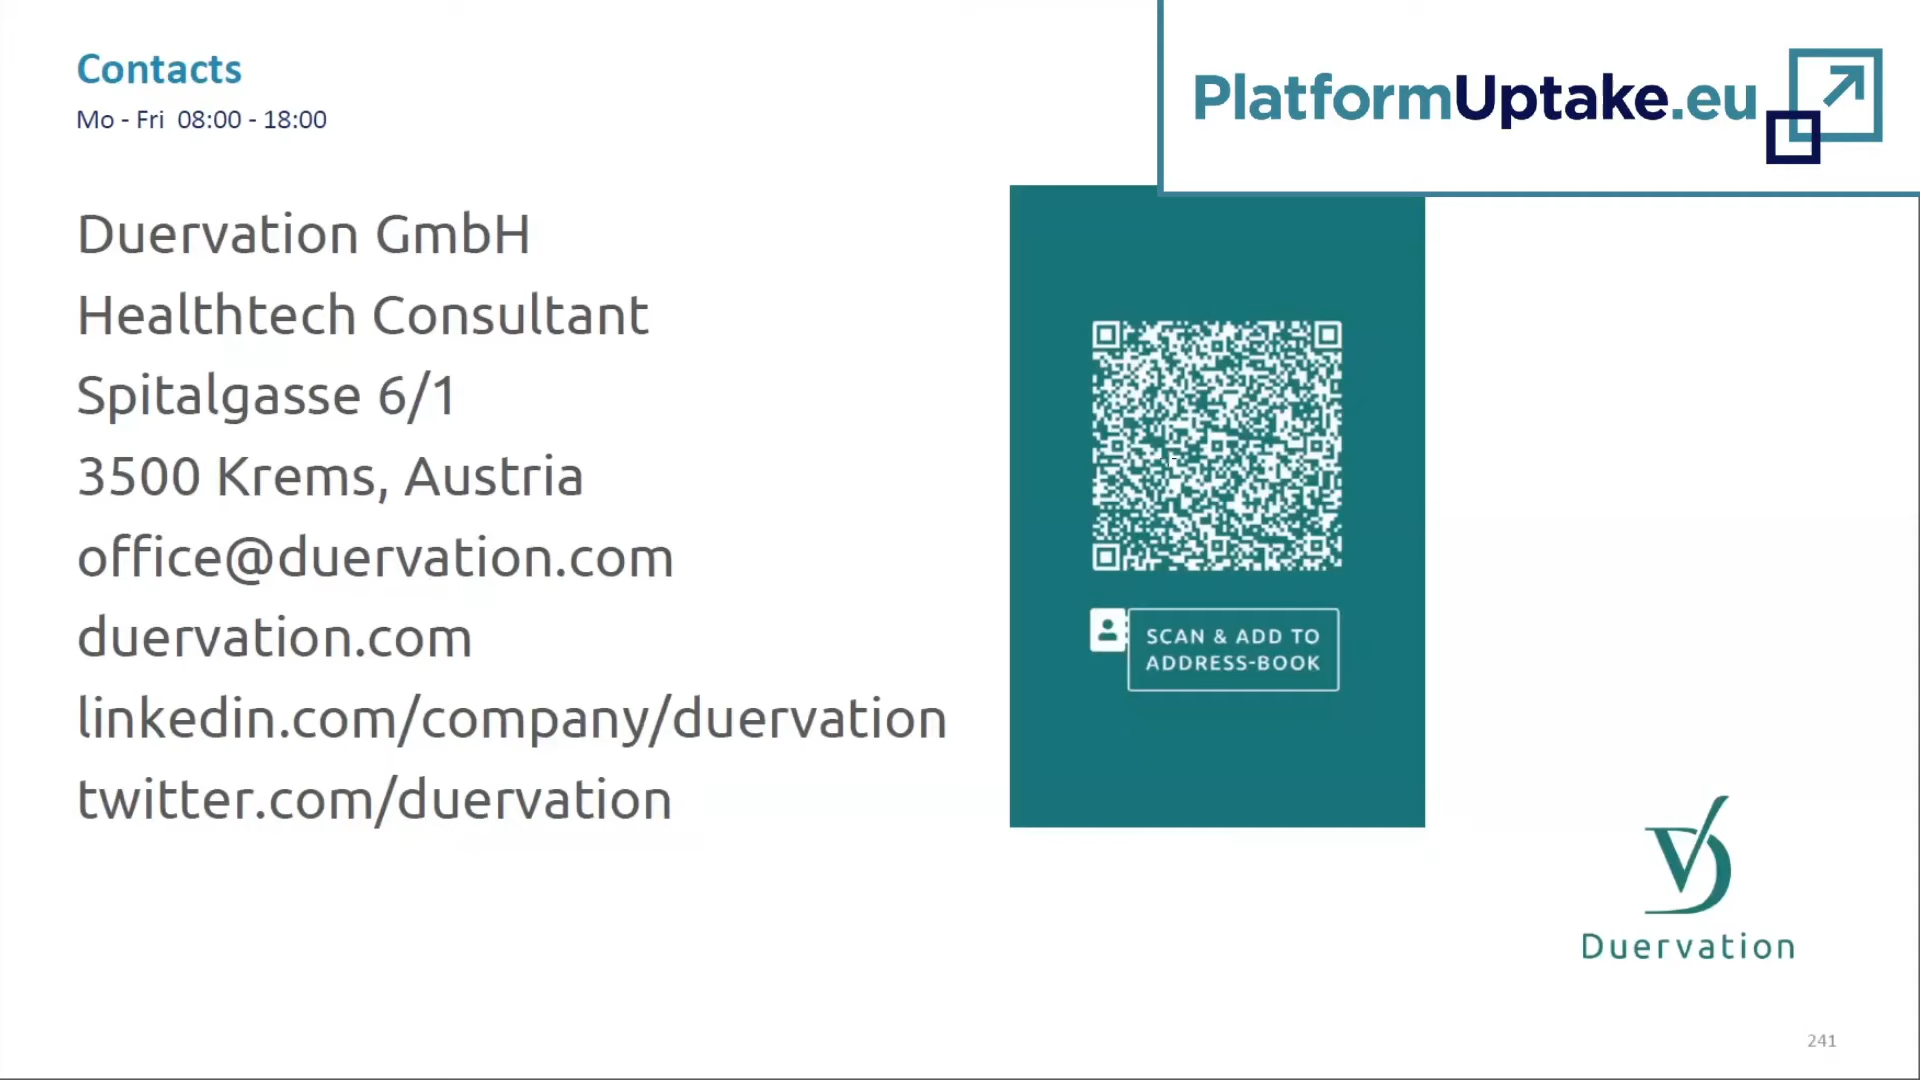 Contacts
Mo - Fri 08:00 - 18:00
PlatformUptake.eu
Duervation GmbH
Healthtech Consultant
Spitalgasse 6/1
3500 Krems, Austria
office@duervation.com
duervation.com
linkedin.com/company/duervation
twitter.com/duervation
SCAN & ADD TO
ADDRESS-BOOK
Duervation
241